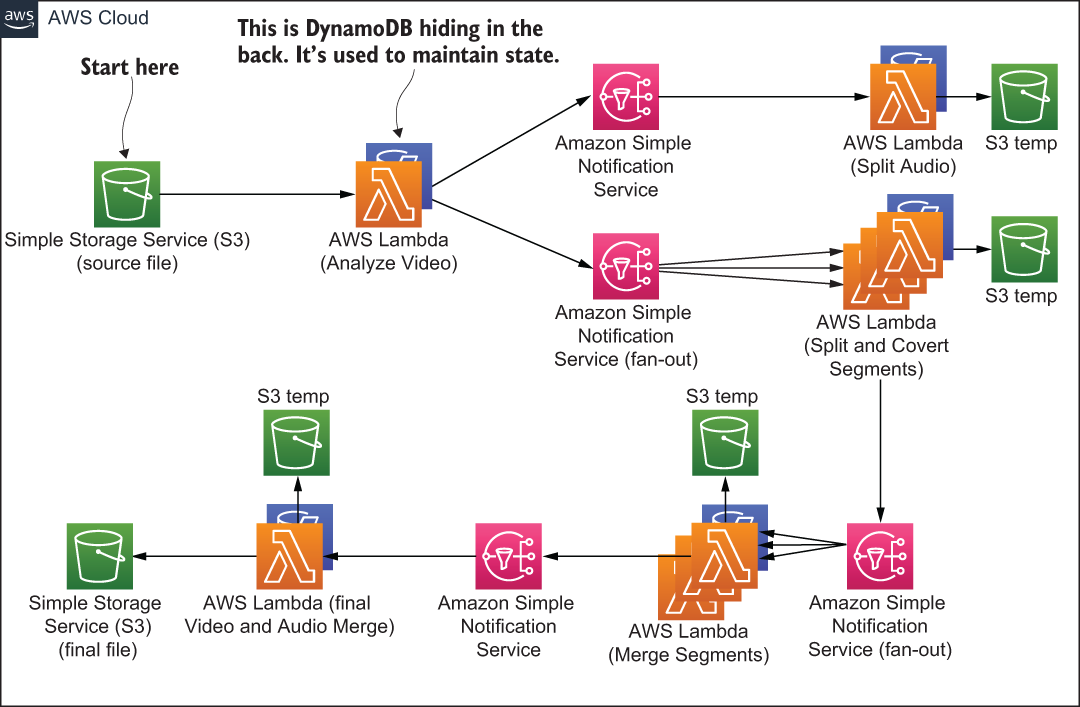 aws
AWS Cloud
This is DynamoDB hiding in the
back. It's used to maintain state.
Start here
Simple Storage Service (S3)
(source file)
AWS Lambda
(Analyze Video)
Amazon Simple
Notification
Service
AWS Lambda
(Split Audio)
S3 temp
Amazon Simple
Notification
Service (fan-out)
AWS Lambda
(Split and Covert
Segments)
S3 temp
S3 temp
S3 temp
Simple Storage
Service (S3)
(final file)
AWS Lambda (final
Video and Audio Merge)
Amazon Simple
Notification
Service
AWS Lambda
(Merge Segments)
Amazon Simple
Notification
Service (fan-out)